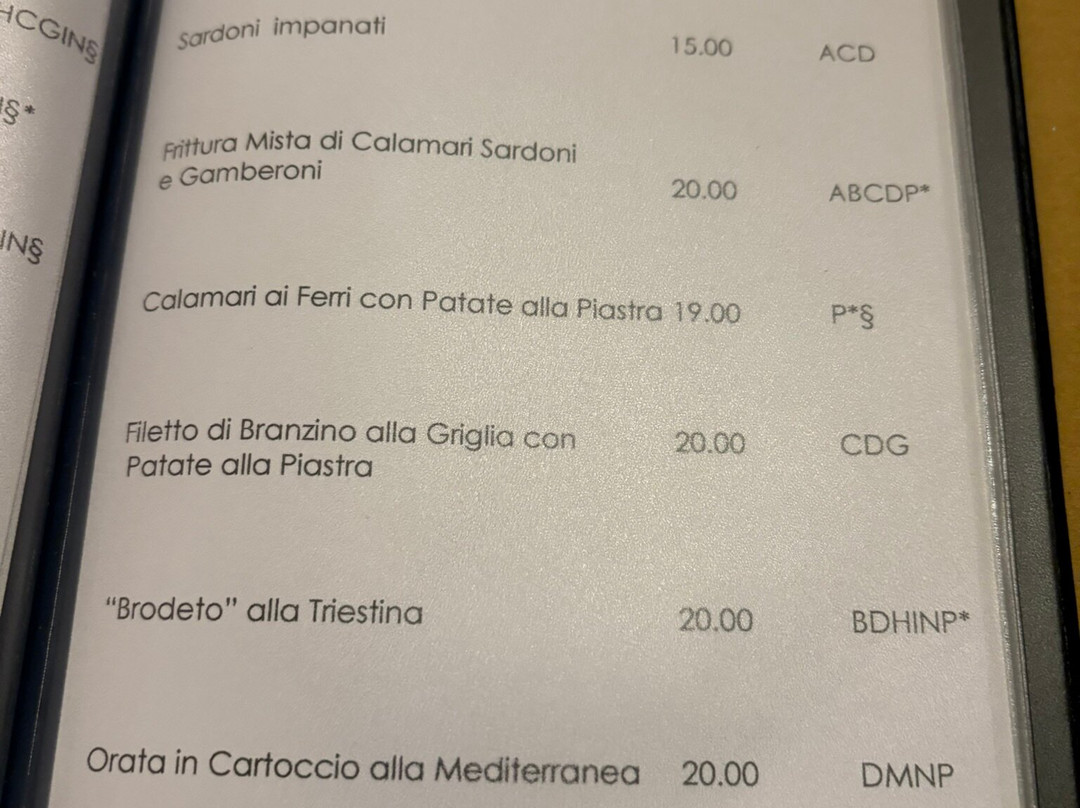 HCGIN§
Sardoni impanati 15.00 ACD
§*
Frittura Mista di Calamari Sardoni
e Gamberoni
20.00 ABCDP*
IN§
Calamari ai Ferri con Patate alla Piastra 19.00 P*§
Filetto di Branzino alla Griglia con 20.00 CDG
Patate alla Piastra
“Brodeto” alla Triestina 20.00 BDHINP*
Orata in Cartoccio alla Mediterranea 20.00 DMNP